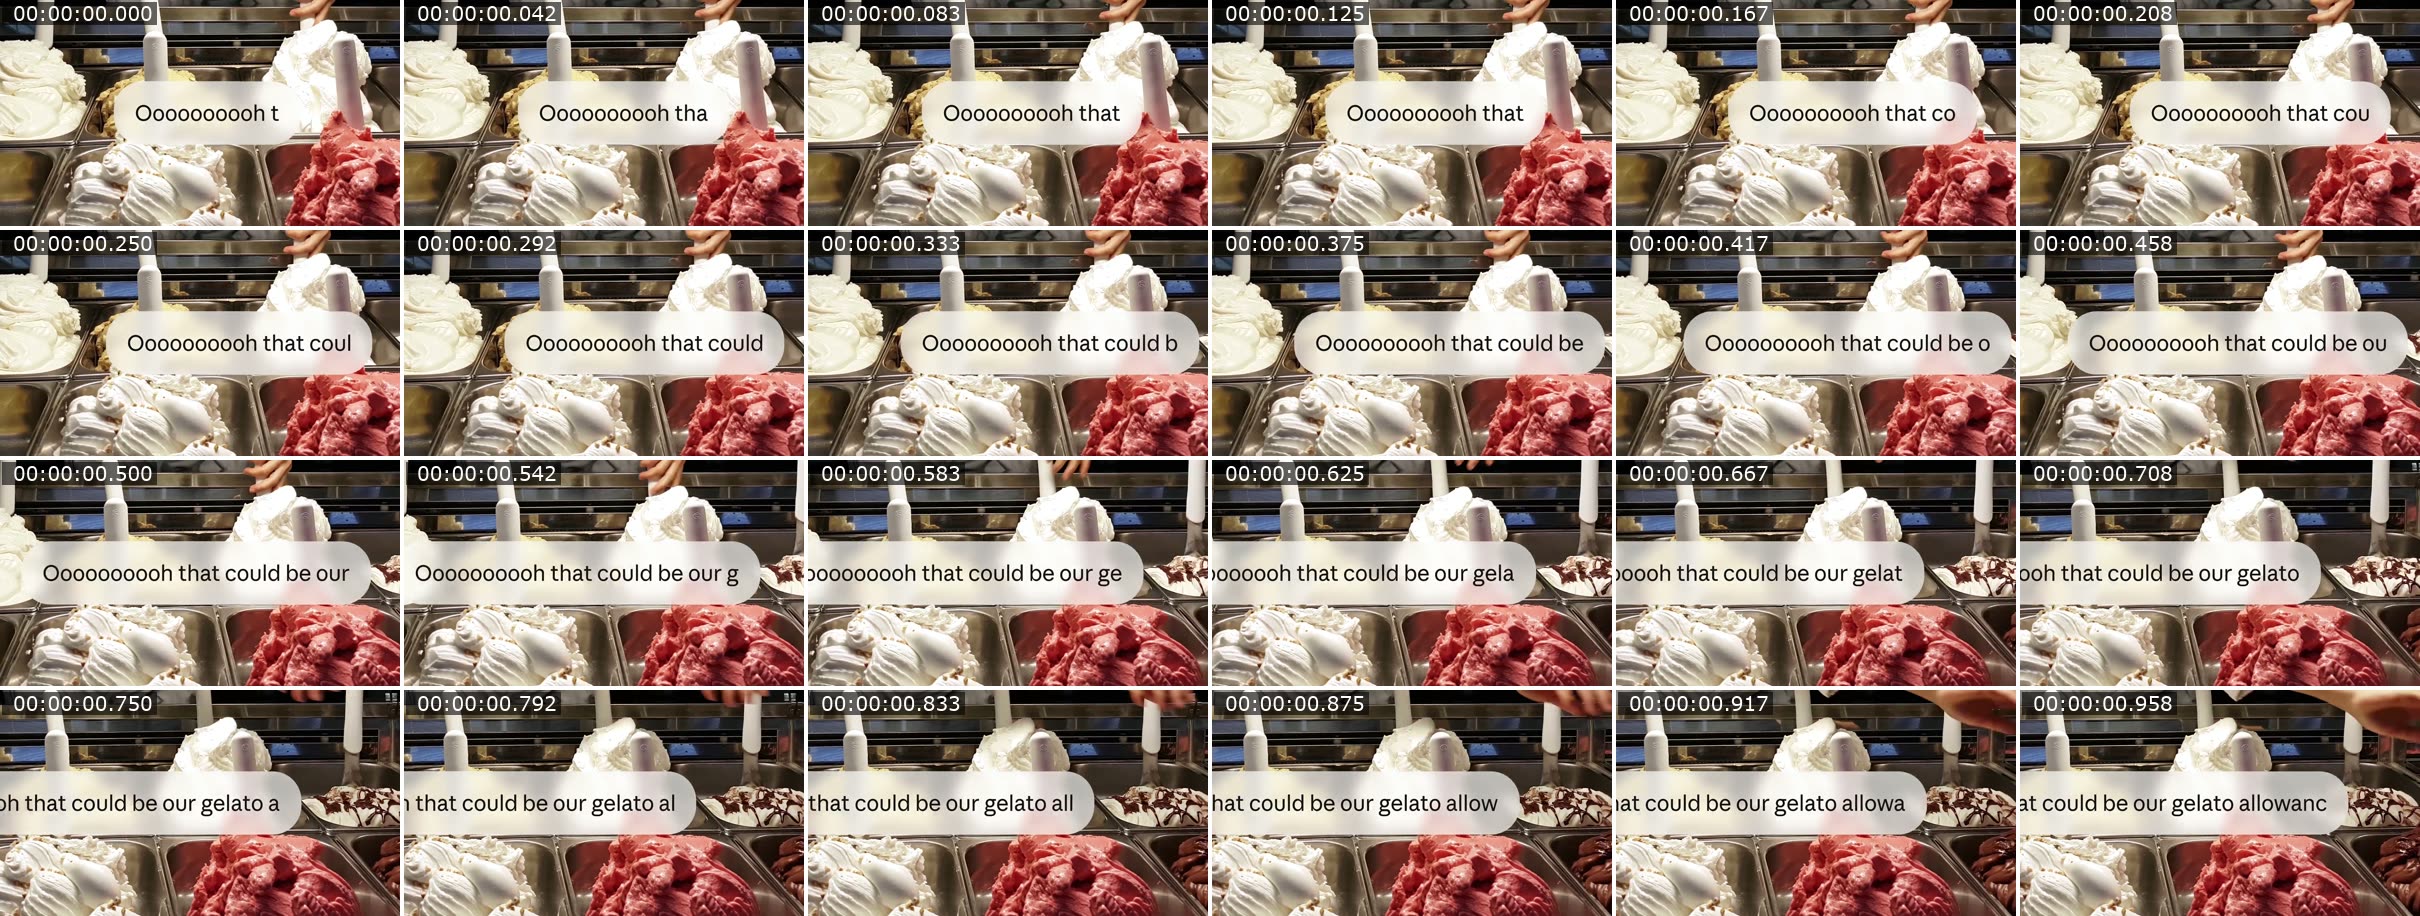 00:00:00.000
Oooooooooh t
00:00:00.042
Oooooooooh tha
00:00:00.083
Oooooooooh that
00:00:00.125
Oooooooooh that
00:00:00.167
Oooooooooh that co
00:00:00.208
Oooooooooh that cou
00:00:00.250
Oooooooooh that coul
00:00:00.292
Oooooooooh that could
00:00:00.333
Oooooooooh that could b
00:00:00.375
Oooooooooh that could be
00:00:00.417
Oooooooooh that could be o
00:00:00.458
Oooooooooh that could be ou
00:00:00.500
Oooooooooh that could be our
00:00:00.542
Oooooooooh that could be our g
00:00:00.583
oooooooooh that could be our ge
00:00:00.625
ooooooh that could be our gela
00:00:00.667
ooooh that could be our gelat
00:00:00.708
ooh that could be our gelato
00:00:00.750
oh that could be our gelato a
00:00:00.792
h that could be our gelato al
00:00:00.833
that could be our gelato all
00:00:00.875
hat could be our gelato allow
00:00:00.917
at could be our gelato allowa
00:00:00.958
at could be our gelato allowanc